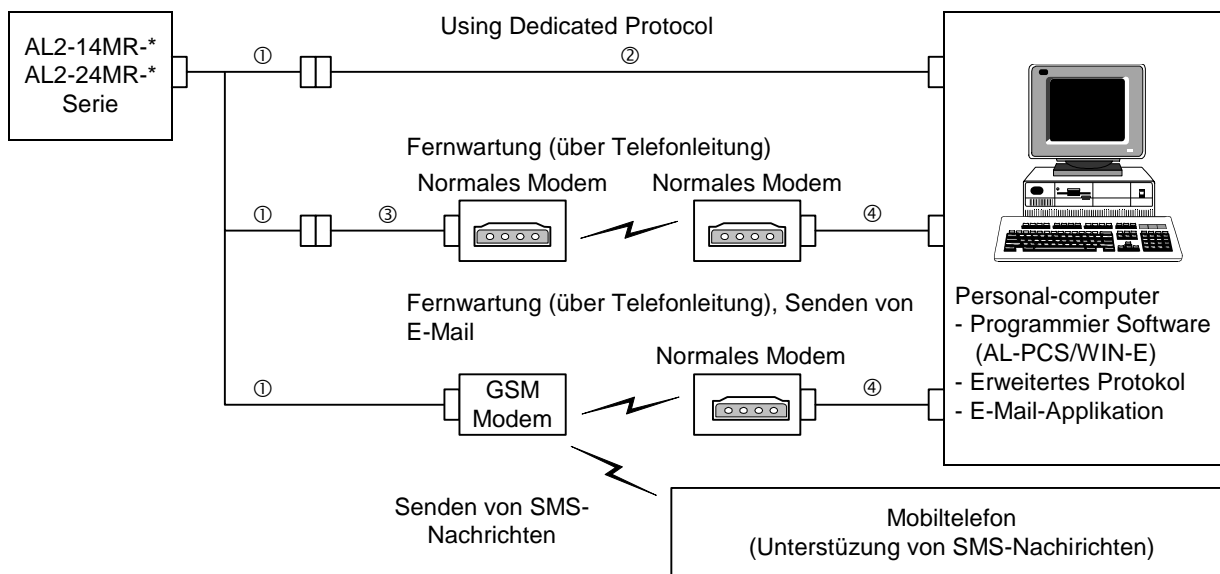 Using Dedicated Protocol
AL2-14MR-*
AL2-24MR-*
Serie
①
②
Fernwartung (über Telefonleitung)
Normales Modem
Normales Modem
①
③
④
Fernwartung (über Telefonleitung), Senden von
E-Mail
Normales Modem
①
GSM
Modem
④
Personal-computer
- Programmier Software
(AL-PCS/WIN-E)
- Erweitertes Protokol
- E-Mail-Applikation
Senden von SMS-
Nachrichten
Mobiltelefon
(Unterstüzung von SMS-Nachirichten)